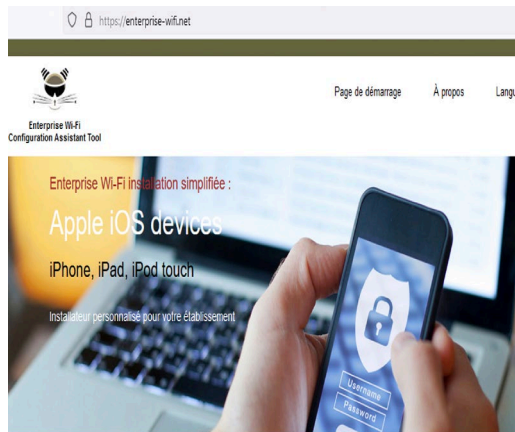 https://enterprise-wifi.net
Page de démarrage
À propos
Langu
Enterprise Wi-Fi
Configuration Assistant Tool
Enterprise Wi-Fi installation simplifiée :
Apple iOS devices
iPhone, iPad, iPod touch
Installateur personnalisé pour votre établissement
Username
Password